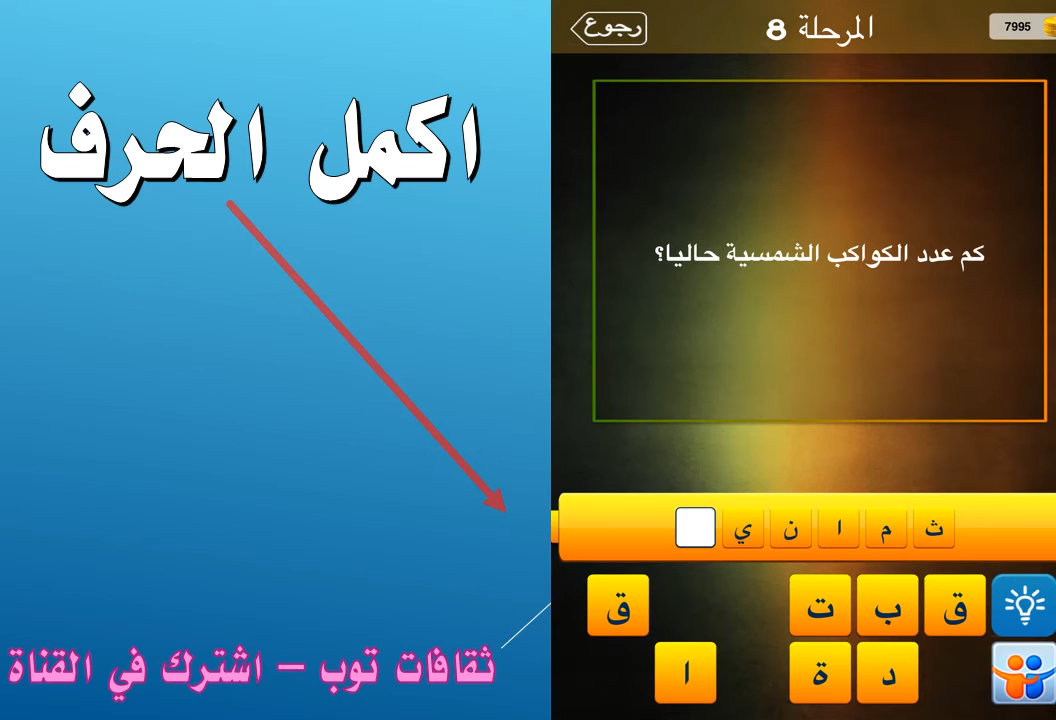 اكمل الحرف
ثقافات توب – اشترك في القناة
رجوع
المرحلة 8
7995
كم عدد الكواكب الشمسية حاليا؟
ث م ا ن ي
ق ب ت ق
د ة ا